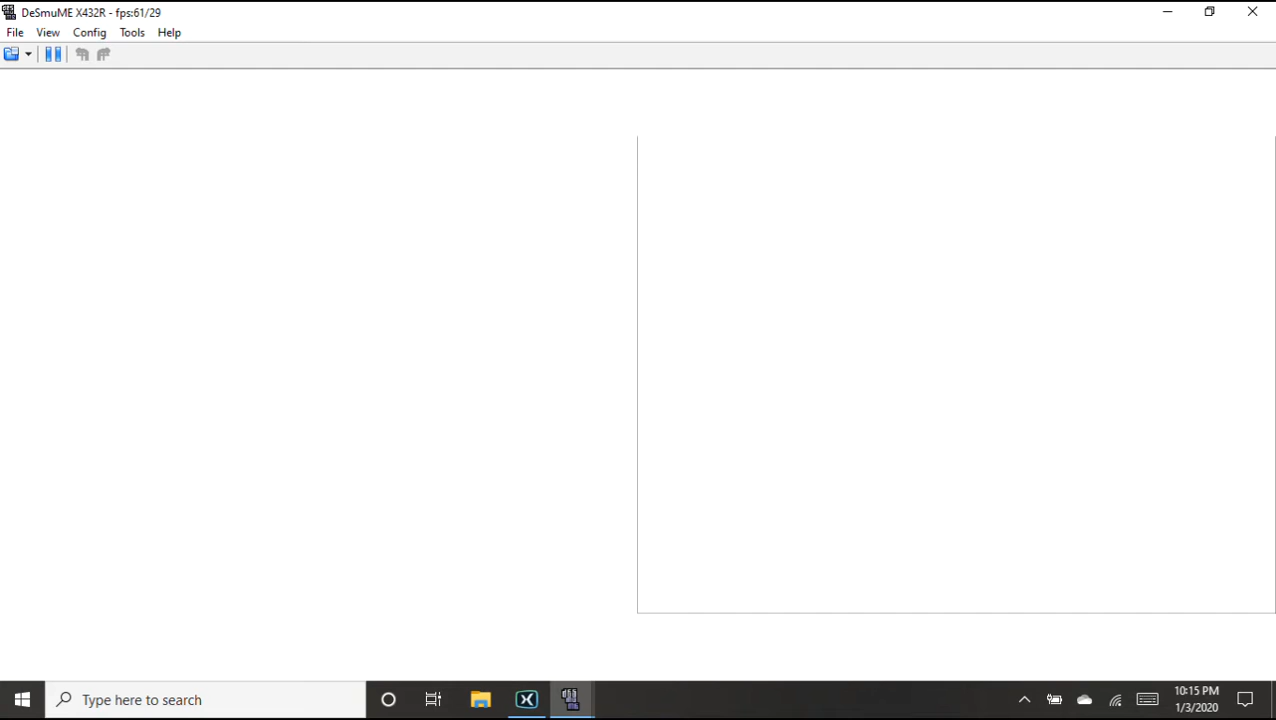 DeSmuME X432R - fps:61/29
File View Config Tools Help
Type here to search
10:15 PM
1/3/2020